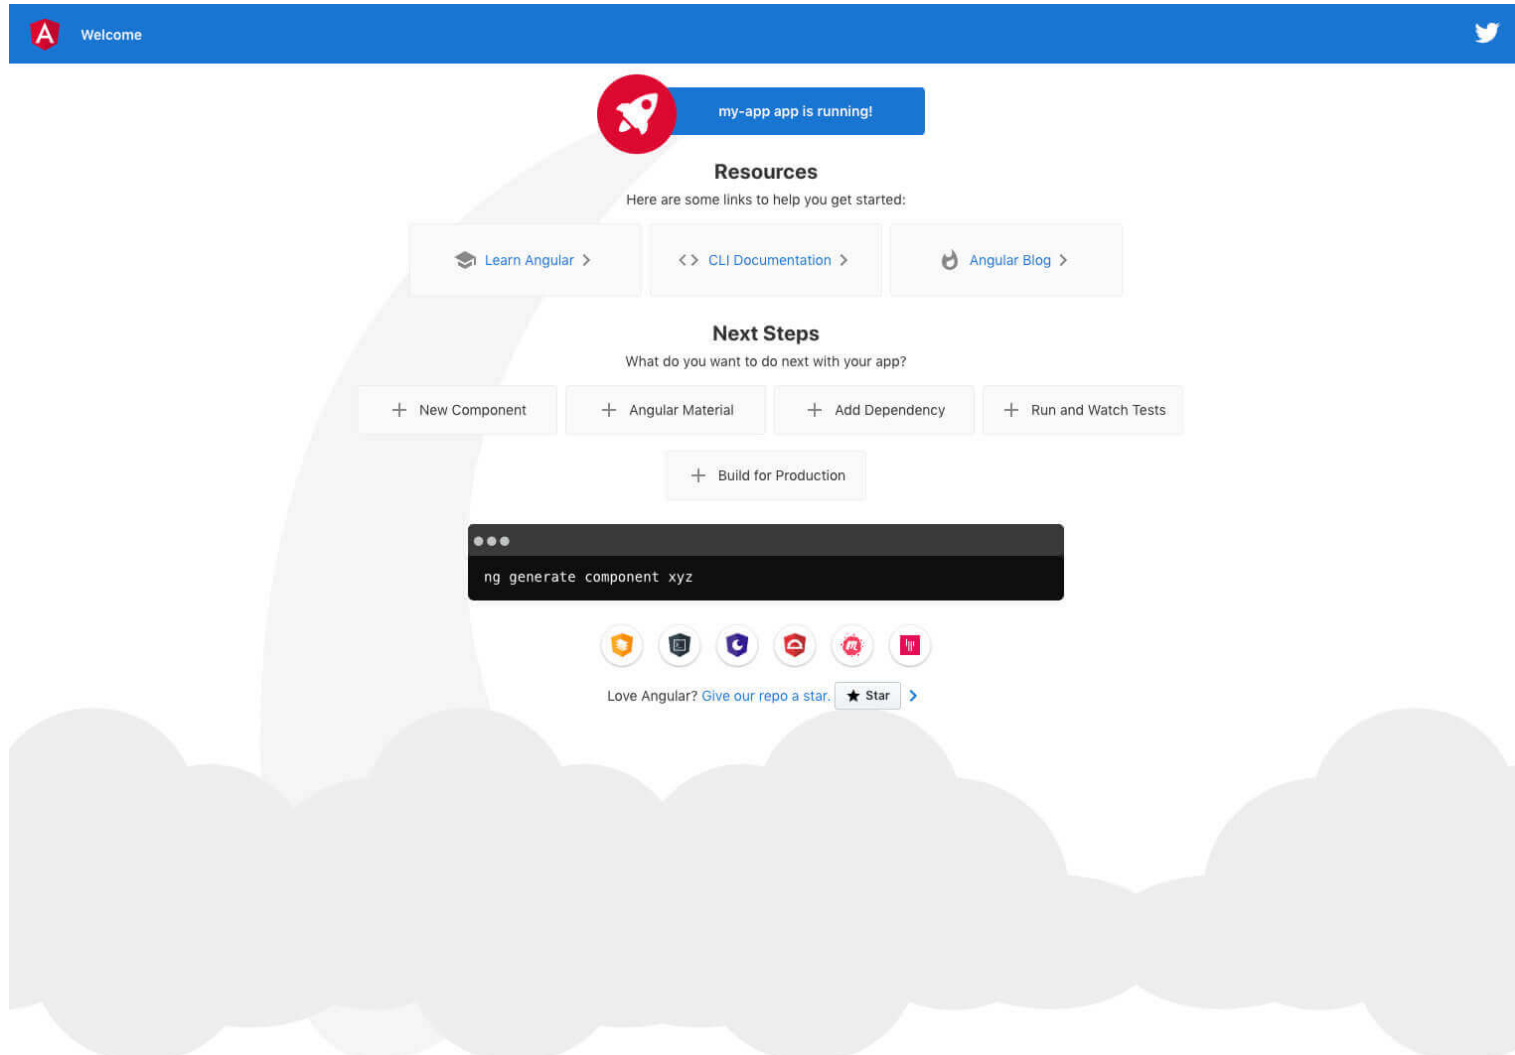 Welcome
my-app app is running!
Resources
Here are some links to help you get started:
Learn Angular
CLI Documentation
Angular Blog
Next Steps
What do you want to do next with your app?
New Component
Angular Material
Add Dependency
Run and Watch Tests
Build for Production
ng generate component xyz
Love Angular? Give our repo a star. Star